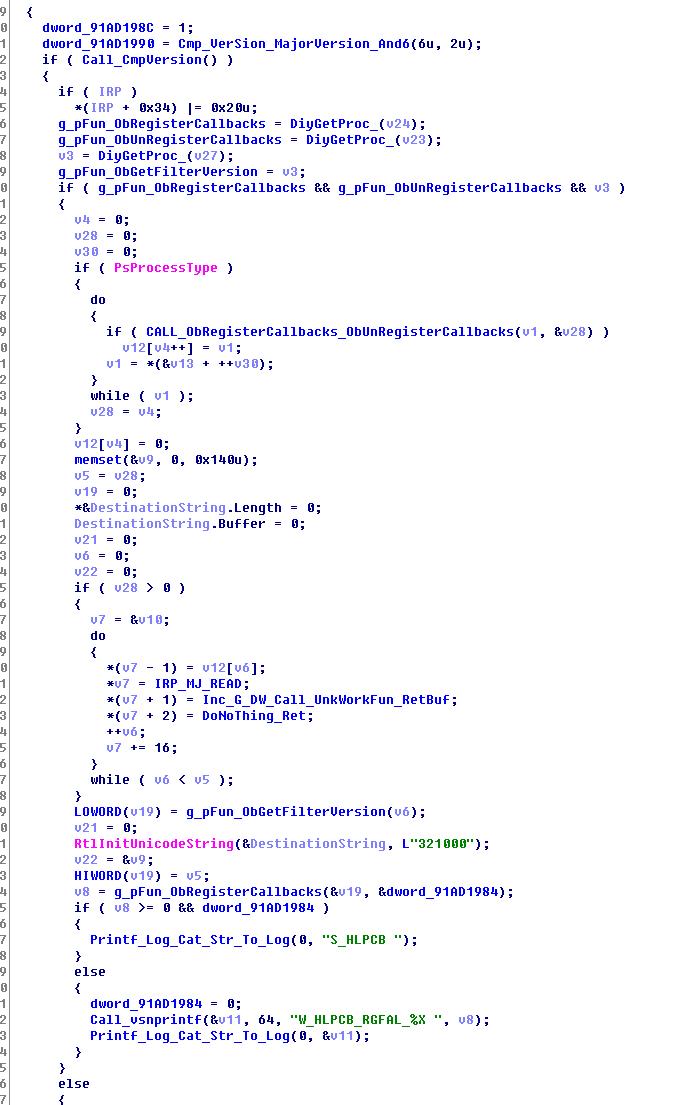 9 {
0 dword_91AD198C = 1;
1 dword_91AD1990 = Cmp_VerSion_MajorVersion_And6(6u, 2u);
2 if ( Call_CmpVersion() )
3 {
4 if ( IRP )
5 *(IRP + 0x34) |= 0x20u;
6 g_pFun_ObRegisterCallbacks = DiyGetProc_(v24);
7 g_pFun_ObUnRegisterCallbacks = DiyGetProc_(v23);
8 v3 = DiyGetProc_(v27);
9 g_pFun_ObGetFilterVersion = v3;
0 if ( g_pFun_ObRegisterCallbacks && g_pFun_ObUnRegisterCallbacks && v3 )
1 {
2 v4 = 0;
3 v28 = 0;
4 v30 = 0;
5 if ( PsProcessType )
6 {
7 do
8 {
9 if ( CALL_ObRegisterCallbacks_ObUnRegisterCallbacks(v1, &v28) )
0 v12[v4++] = v1;
1 v1 = *(&v13 + ++v30);
2 }
3 while ( v1 );
4 v28 = v4;
5 }
6 v12[v4] = 0;
7 memset(&v9, 0, 0x140u);
8 v5 = v28;
9 v19 = 0;
0 *&DestinationString.Length = 0;
1 DestinationString.Buffer = 0;
2 v21 = 0;
3 v6 = 0;
4 v22 = 0;
5 if ( v28 > 0 )
6 {
7 v7 = &v10;
8 do
9 {
0 *(v7 - 1) = v12[v6];
1 *v7 = IRP_MJ_READ;
2 *(v7 + 1) = Inc_G_DW_Call_UnkWorkFun_RetBuf;
3 *(v7 + 2) = DoNoThing_Ret;
4 ++v6;
5 v7 += 16;
6 }
7 while ( v6 < v5 );
8 }
9 LOWORD(v19) = g_pFun_ObGetFilterVersion(v6);
0 v21 = 0;
1 RtlInitUnicodeString(&DestinationString, L"321000");
2 v22 = &v9;
3 HIWORD(v19) = v5;
4 v8 = g_pFun_ObRegisterCallbacks(&v19, &dword_91AD1984);
5 if ( v8 >= 0 && dword_91AD1984 )
6 {
7 Printf_Log_Cat_Str_To_Log(0, "S_HLPCB ");
8 }
9 else
0 {
1 dword_91AD1984 = 0;
2 Call_vsnprintf(&v11, 64, "W_HLPCB_RGFAL_%X ", v8);
3 Printf_Log_Cat_Str_To_Log(0, &v11);
4 }
5 }
6 else
7 {